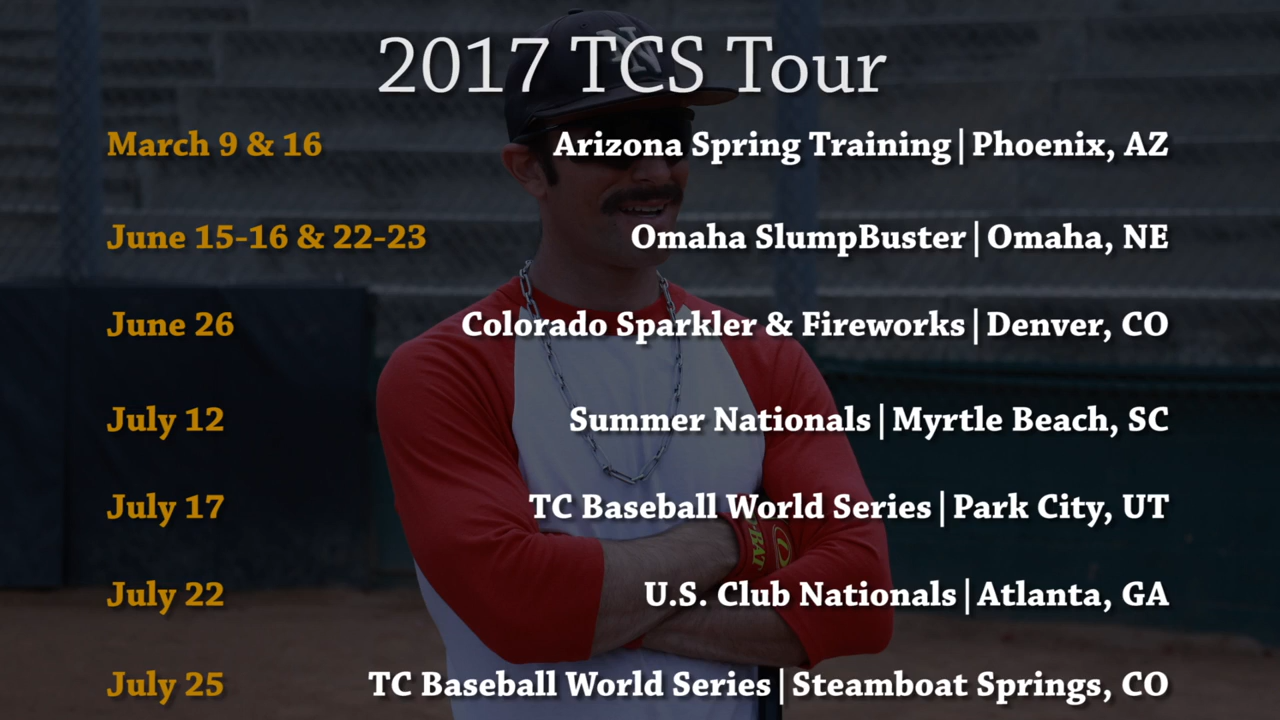 2017 TCS Tour
March 9 & 16 Arizona Spring Training | Phoenix, AZ
June 15-16 & 22-23 Omaha SlumpBuster | Omaha, NE
June 26 Colorado Sparkler & Fireworks | Denver, CO
July 12 Summer Nationals | Myrtle Beach, SC
July 17 TC Baseball World Series | Park City, UT
July 22 U.S. Club Nationals | Atlanta, GA
July 25 TC Baseball World Series | Steamboat Springs, CO